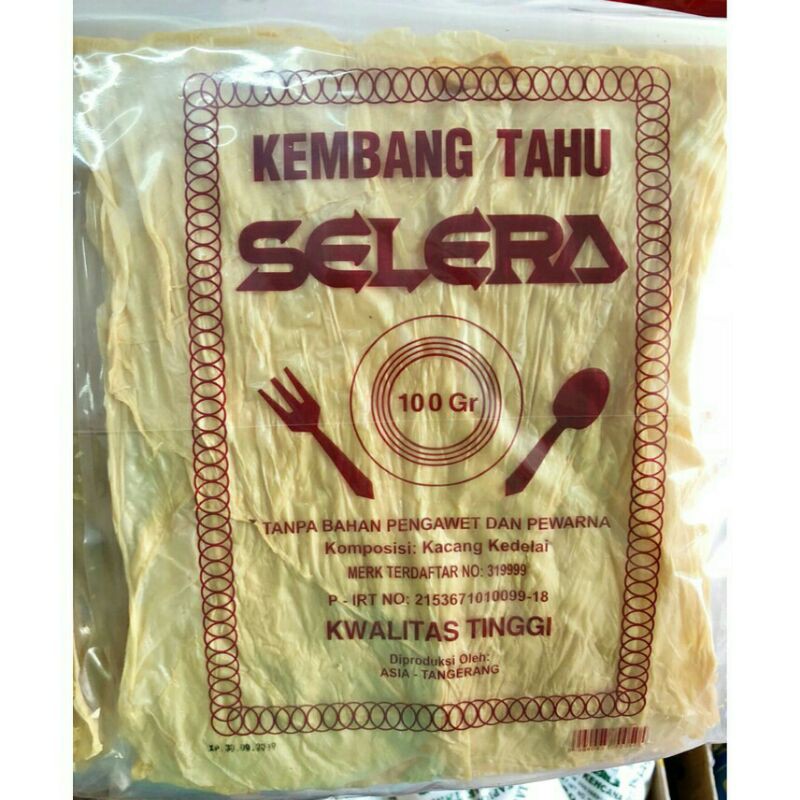 KEMBANG TAHU
SELERA
100 Gr
TANPA BAHAN PENGAWET DAN PEWARNA
Komposisi: Kacang Kedelai
MERK TERDAFTAR NO: 319999
P - IRT NO: 2153671010099-18
KWALITAS TINGGI
Diproduksi Oleh:
ASIA - TANGERANG
KENCANA